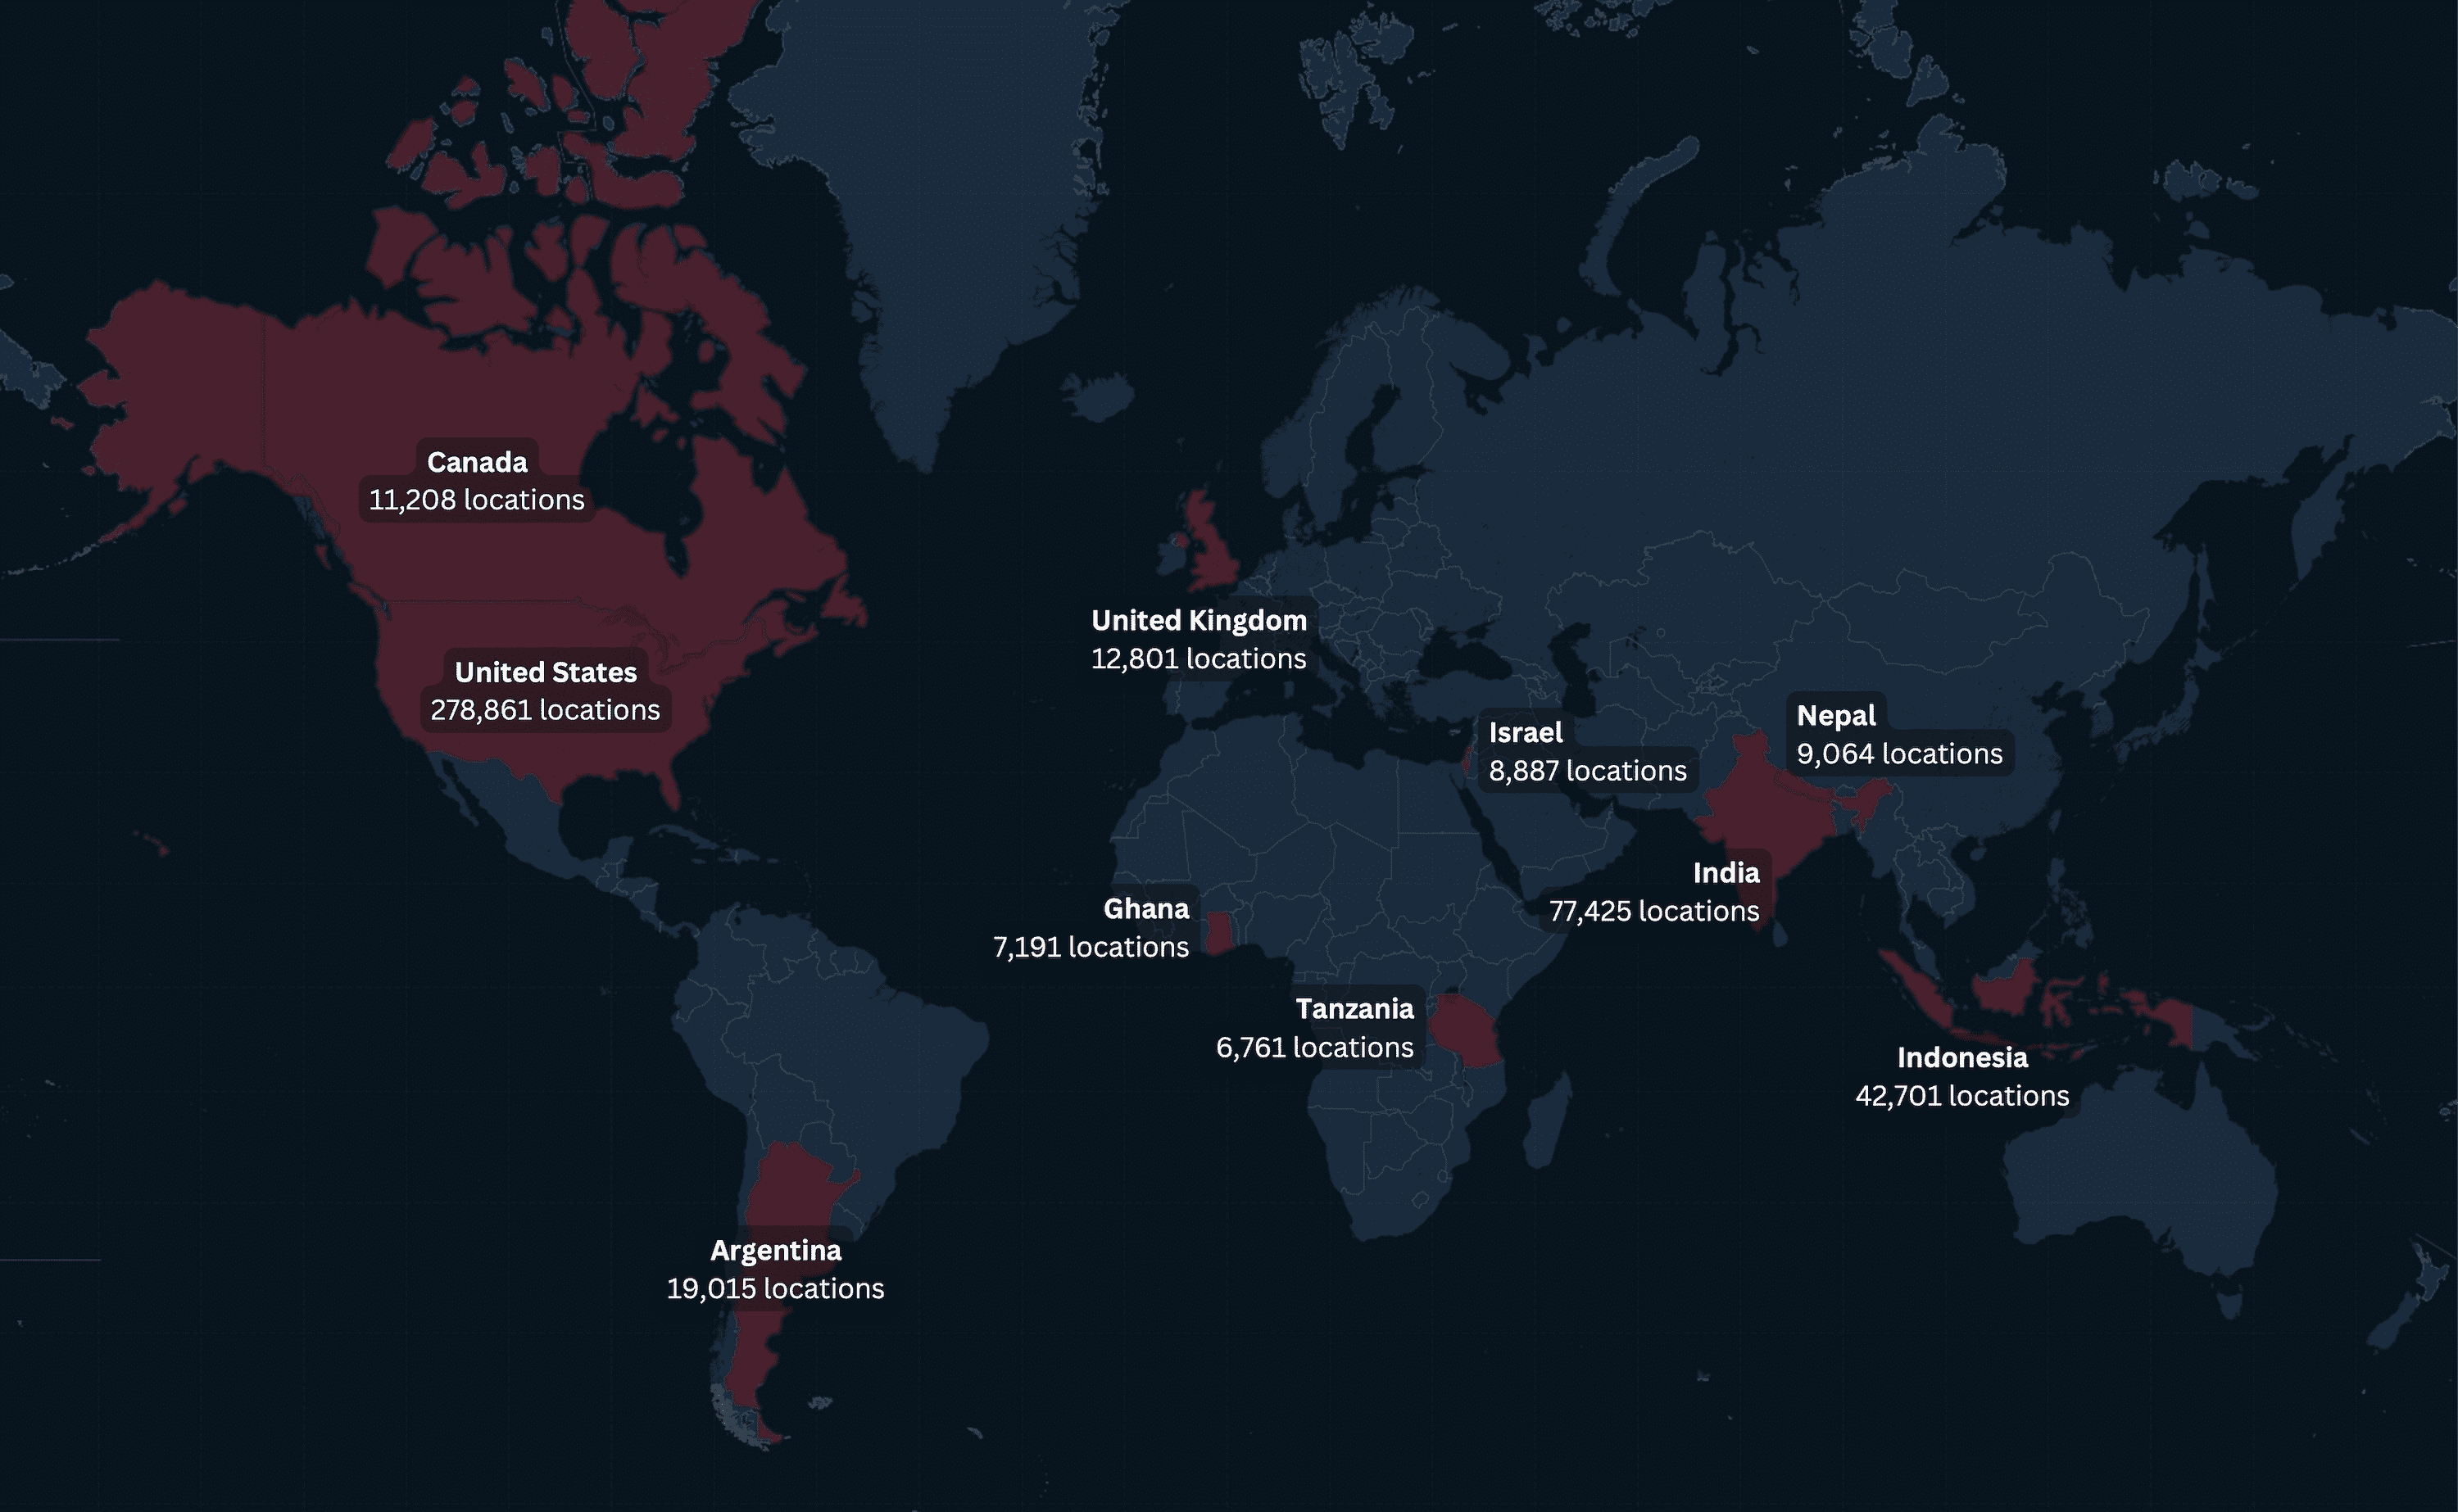 Canada
11,208 locations
United States
278,861 locations
United Kingdom
12,801 locations
Israel
8,887 locations
Nepal
9,064 locations
India
77,425 locations
Ghana
7,191 locations
Tanzania
6,761 locations
Indonesia
42,701 locations
Argentina
19,015 locations